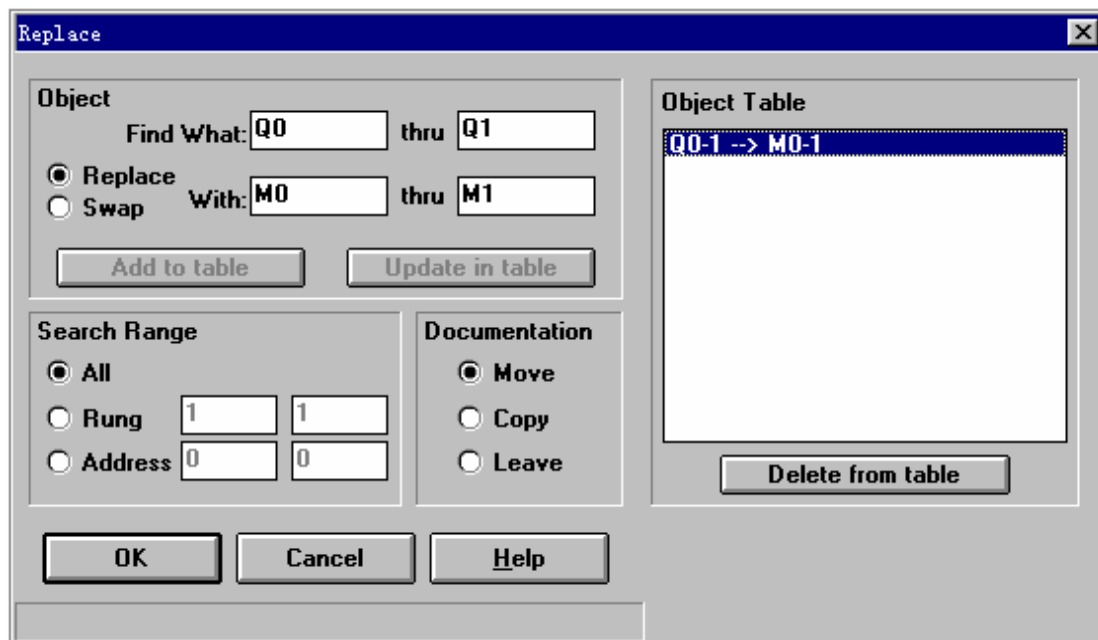 Replace
Object
Find What: Q0 thru Q1
Replace
Swap
With: M0 thru M1
Add to table
Update in table
Object Table
Q0-1 --> M0-1
Delete from table
Search Range
All
Rung 1 1
Address 0 0
Documentation
Move
Copy
Leave
OK
Cancel
Help